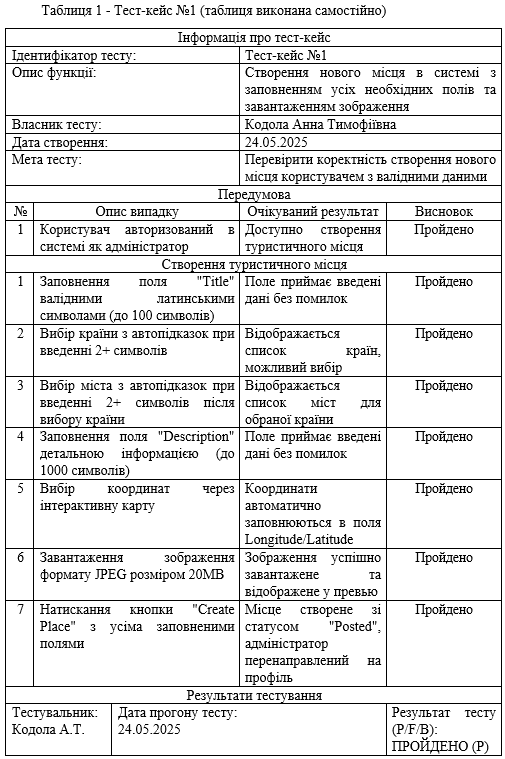 Таблиця 1 - Тест-кейс №1 (таблиця виконана самостійно)
Інформація про тест-кейс
Ідентифікатор тесту: Тест-кейс №1
Опис функції: Створення нового місця в системі з
заповненням усіх необхідних полів та
завантаженням зображення
Власник тесту: Кодола Анна Тимофіївна
Дата створення: 24.05.2025
Мета тесту: Перевірити коректність створення нового
місця користувачем з валідними даними
Передумова
№ Опис випадку Очікуваний результат Висновок
1 Користувач авторизований в Доступно створення Пройдено
системі як адміністратор туристичного місця
Створення туристичного місця
1 Заповнення поля "Title" Поле приймає введені Пройдено
валідними латинськими дані без помилок
символами (до 100 символів)
2 Вибір країни з автопідказок при Відображається Пройдено
введенні 2+ символів список країн,
можливий вибір
3 Вибір міста з автопідказок при Відображається Пройдено
введенні 2+ символів після список міст для
вибору країни обраної країни
4 Заповнення поля "Description" Поле приймає введені Пройдено
детальною інформацією (до дані без помилок
1000 символів)
5 Вибір координат через Координати Пройдено
інтерактивну карту автоматично
заповнюються в поля
Longitude/Latitude
6 Завантаження зображення Зображення успішно Пройдено
формату JPEG розміром 20MB завантажене та
відображене у превью
7 Натискання кнопки "Create Місце створене зі Пройдено
Place" з усіма заповненими статусом "Posted",
полями адміністратор
перенаправлений на
профіль
Результати тестування
Тестувальник: Дата прогону тесту: Результат тесту
Кодола А.Т. 24.05.2025 (P/F/B):
ПРОЙДЕНО (P)